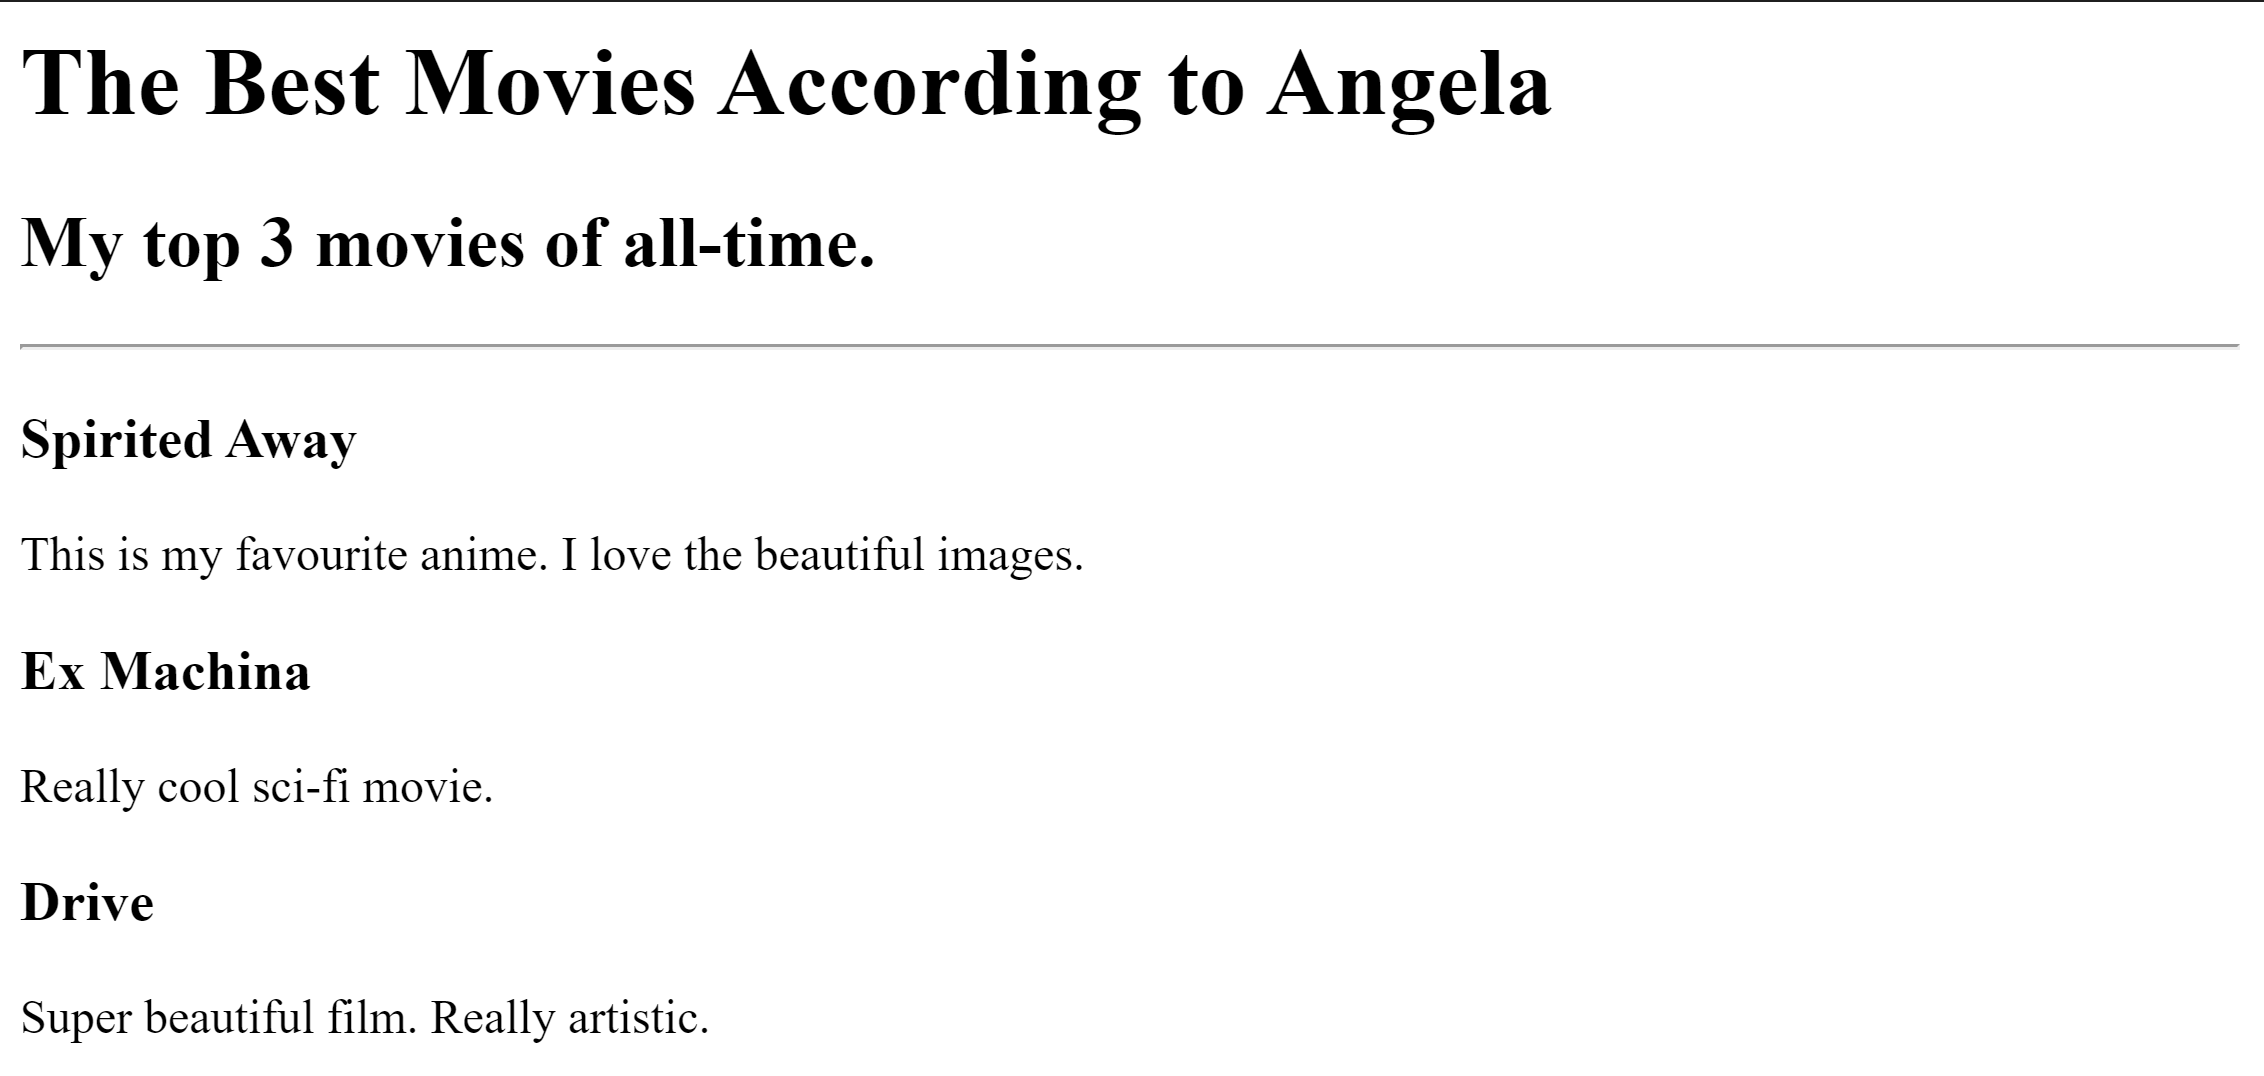 The Best Movies According to Angela
My top 3 movies of all-time.
Spirited Away
This is my favourite anime. I love the beautiful images.
Ex Machina
Really cool sci-fi movie.
Drive
Super beautiful film. Really artistic.